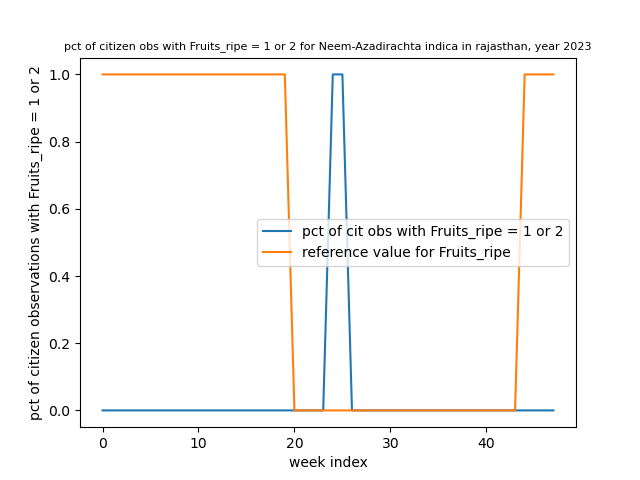 pct of citizen obs with Fruits_ripe = 1 or 2 for Neem-Azadirachta indica in rajasthan, year 2023
pct of citizen observations with Fruits_ripe = 1 or 2
1.0
0.8
0.6
0.4
0.2
0.0
pct of cit obs with Fruits_ripe = 1 or 2
reference value for Fruits_ripe
0 10 20 30 40
week index